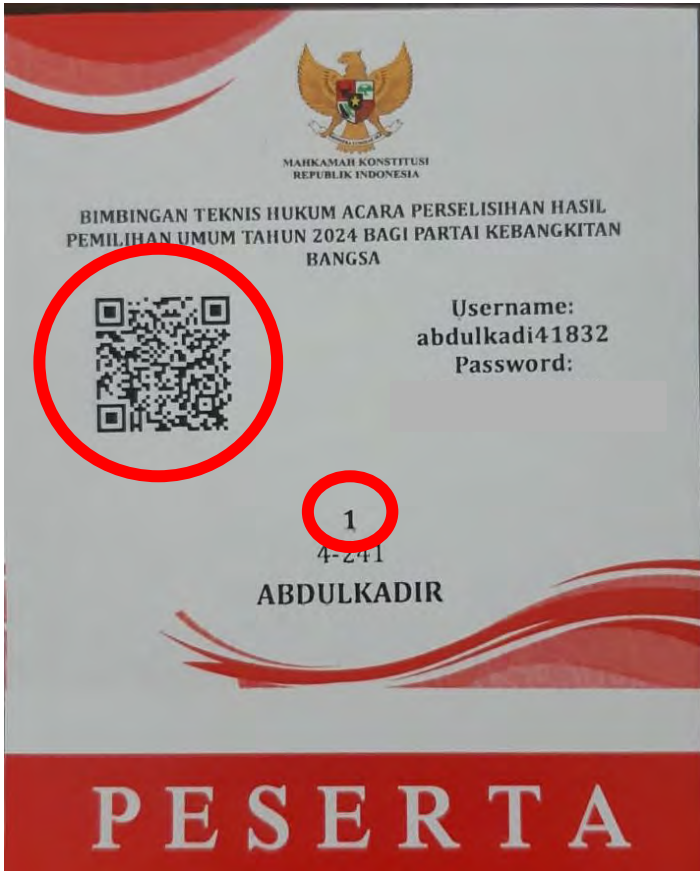 MAHKAMAH KONSTITUSI
REPUBLIK INDONESIA
BIMBINGAN TEKNIS HUKUM ACARA PERSELISIHAN HASIL
PEMILIHAN UMUM TAHUN 2024 BAGI PARTAI KEBANGKITAN
BANGSA
Username:
abdulkadi41832
Password:
1
4-241
ABDULKADIR
PESERTA